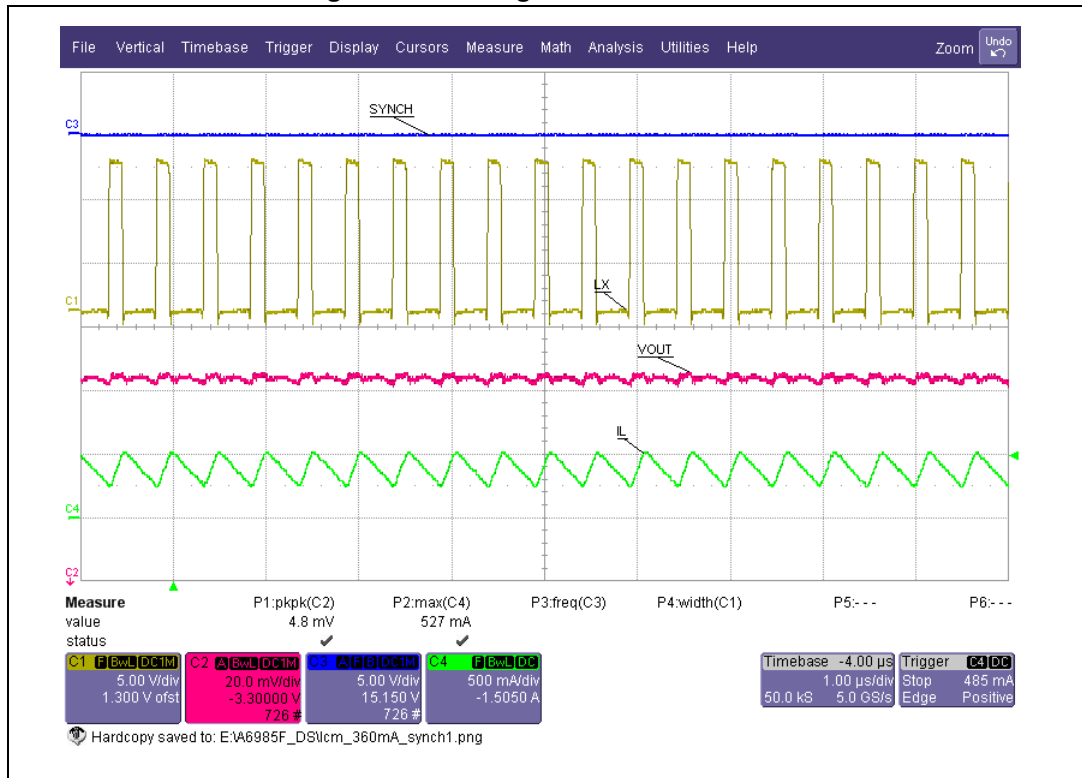 File Vertical Timebase Trigger Display Cursors Measure Math Analysis Utilities Help Zoom Undo
C3
SYNCH
C1
LX
VOUT
IL
C4
C2
Measure P1:pkpk(C2) P2:max(C4) P3:freq(C3) P4:width(C1) P5:--- P6:---
value 4.8 mV 527 mA
status
C1 F BwL DC1M C2 A BwL DC1M C3 A F B DC1M C4 F BwL DC Timebase -4.00 µs Trigger C4 DC
5.00 V/div 20.0 mV/div 5.00 V/div 500 mA/div 1.00 µs/div Stop 485 mA
1.300 V ofst -3.30000 V 15.150 V -1.5050 A 50.0 kS 5.0 GS/s Edge Positive
726 # 726 #
Hardcopy saved to: E:\A6985F_DS\lcm_360mA_synch1.png